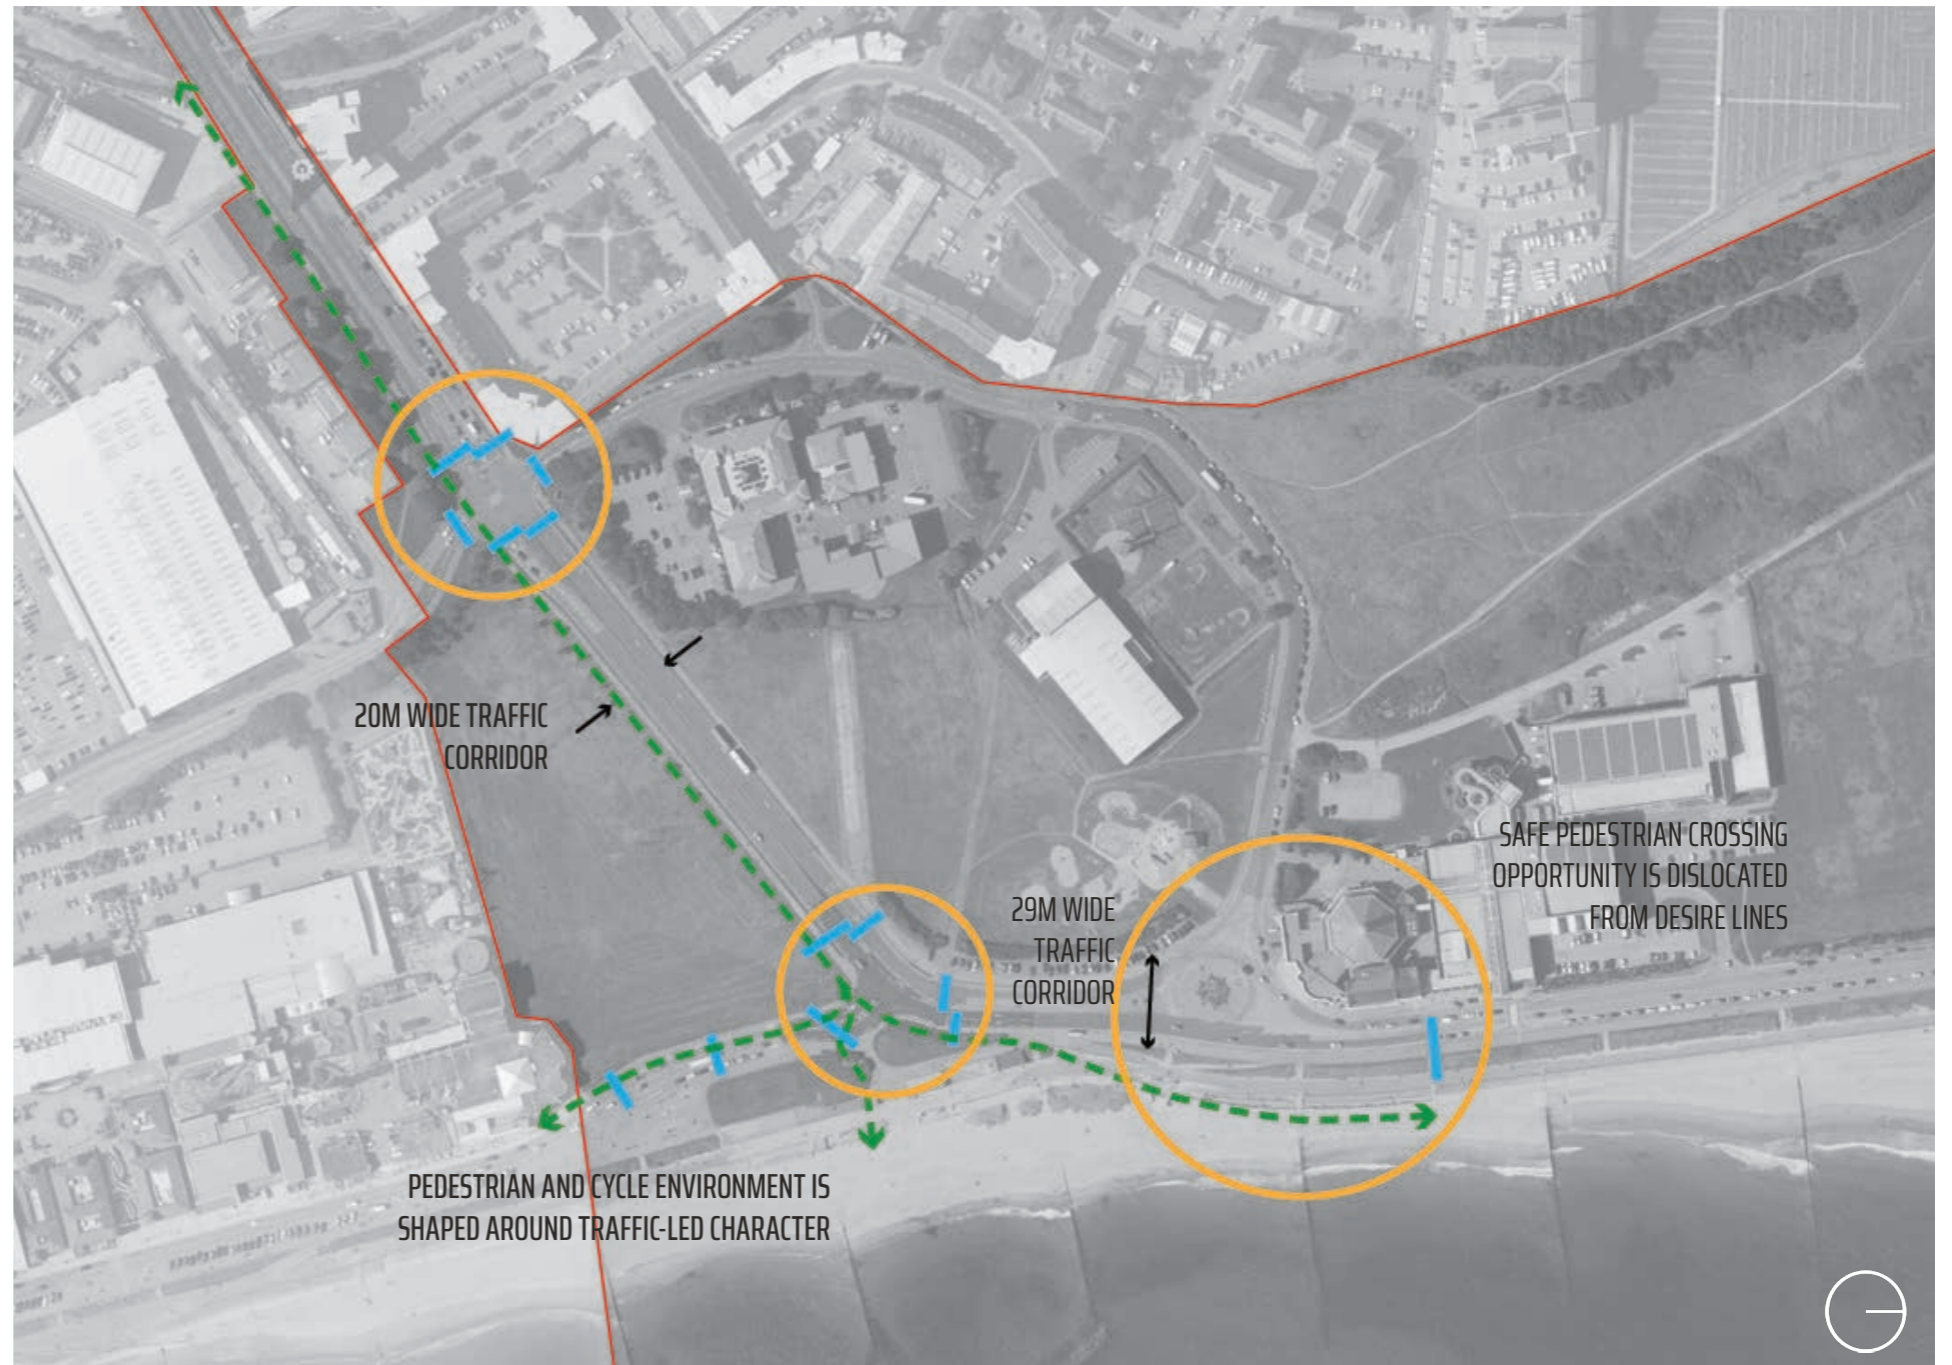 20M WIDE TRAFFIC
CORRIDOR
SAFE PEDESTRIAN CROSSING
OPPORTUNITY IS DISLOCATED
FROM DESIRE LINES
29M WIDE
TRAFFIC
CORRIDOR
PEDESTRIAN AND CYCLE ENVIRONMENT IS
SHAPED AROUND TRAFFIC-LED CHARACTER